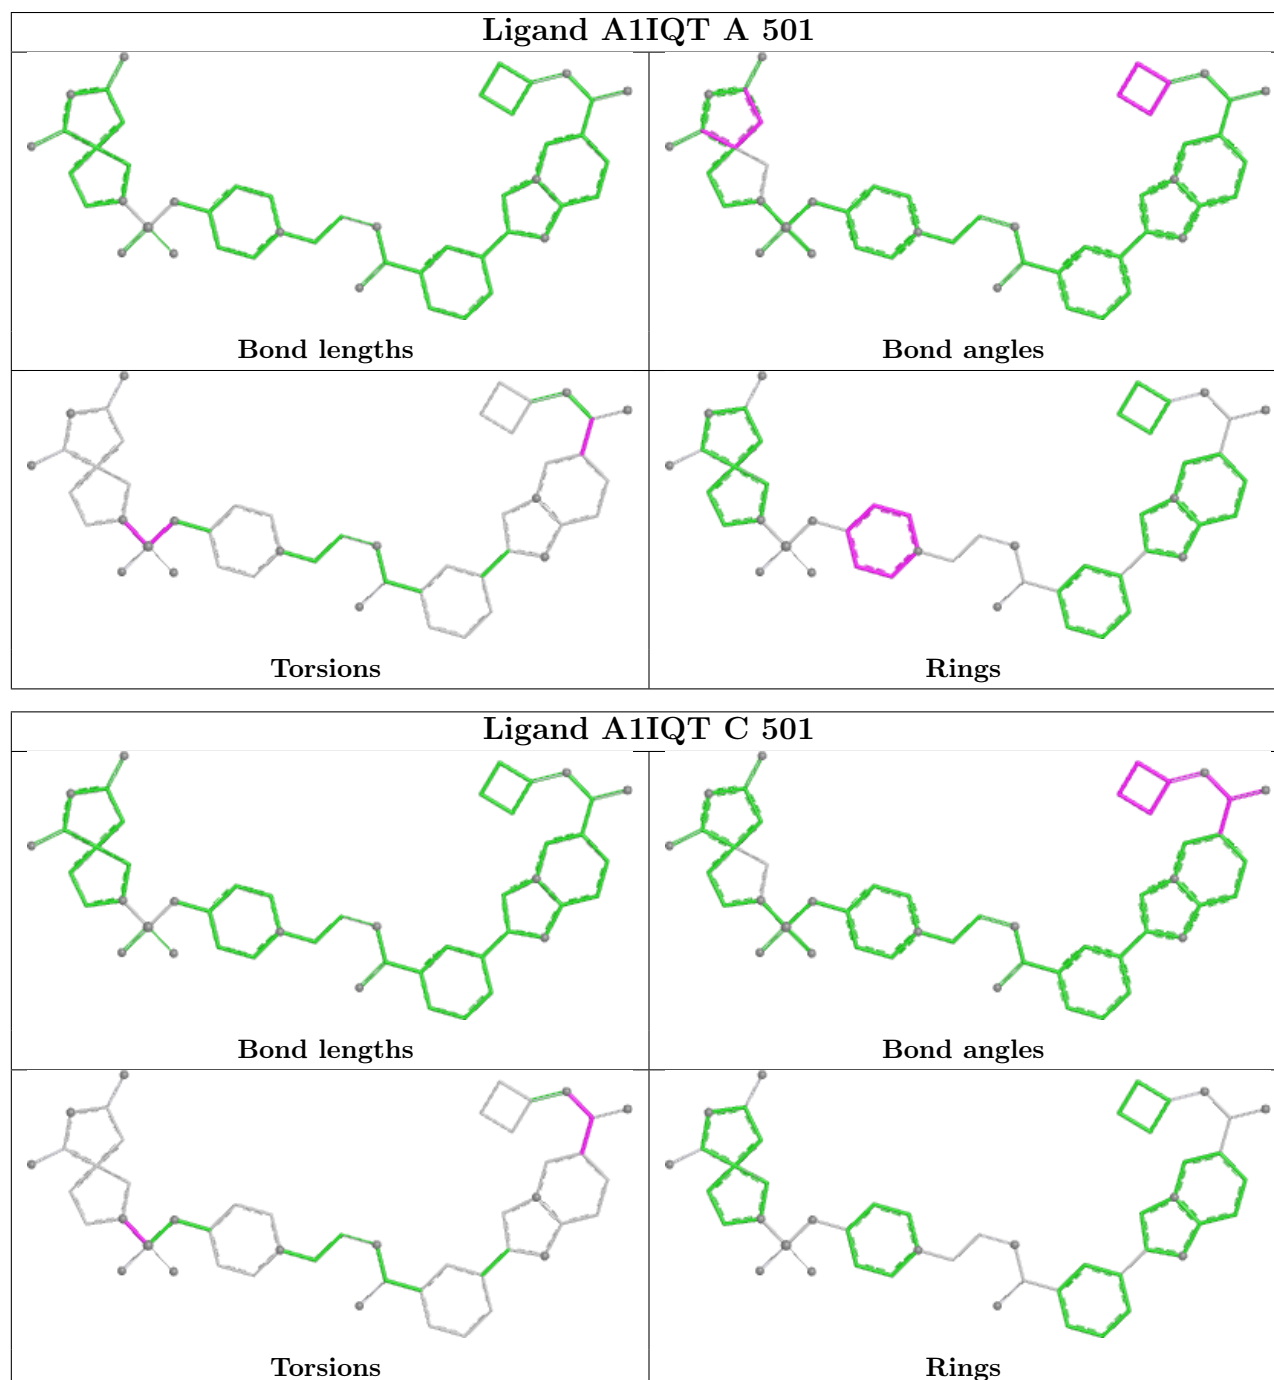 Ligand A1IQT A 501
Bond lengths
Bond angles
Torsions
Rings
Ligand A1IQT C 501
Bond lengths
Bond angles
Torsions
Rings